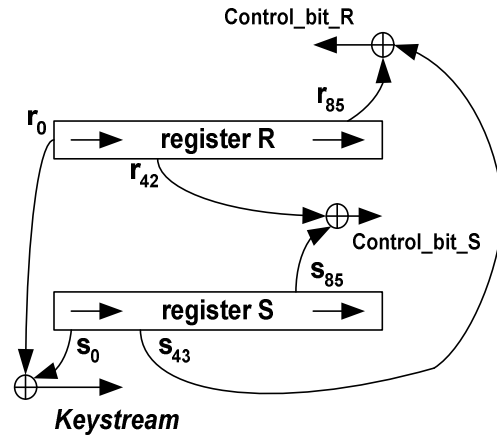 Control_bit_R
r85
r0
register R
r42
Control_bit_S
s85
register S
s0
s43
Keystream